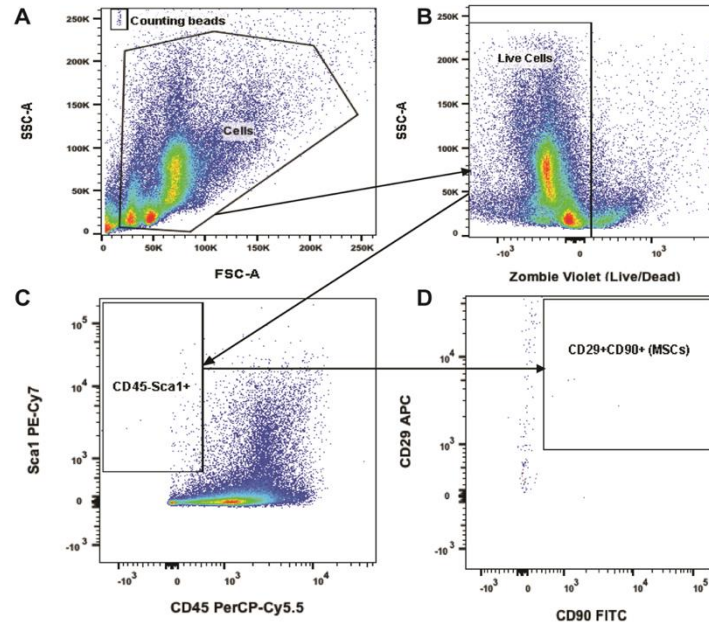 A
Counting beads
250K
200K
150K
100K
50K
0
SSC-A
Cells
0
50K
100K
150K
200K
250K
FSC-A
B
250K
200K
150K
100K
50K
0
SSC-A
Live Cells
-10³
0
10³
Zombie Violet (Live/Dead)
C
10⁵
10⁴
10³
0
-10³
Sca1 PE-Cy7
CD45-Sca1+
-10³
0
10³
10⁴
CD45 PerCP-Cy5.5
D
10⁴
10³
0
-10³
CD29 APC
CD29+CD90+ (MSCs)
-10³
0
10³
10⁴
10⁵
CD90 FITC